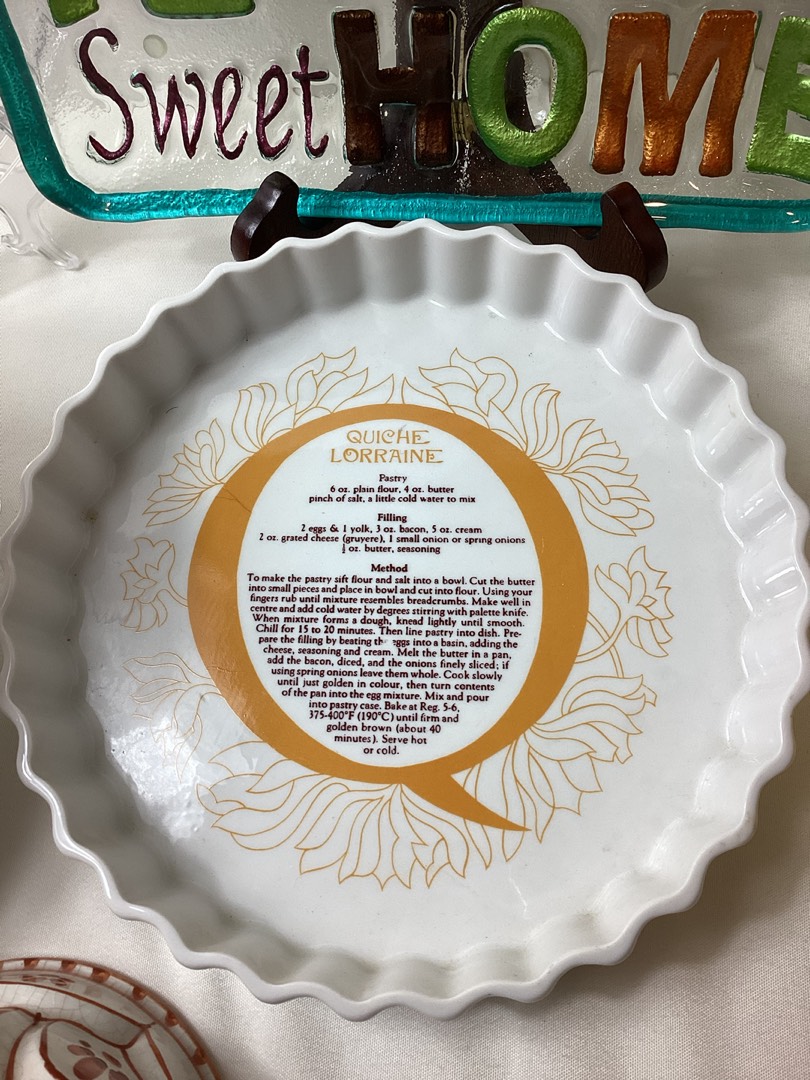 Sweet HOME
QUICHE
LORRAINE
Pastry
6 oz. plain flour, 4 oz. butter
pinch of salt, a little cold water to mix
Filling
2 eggs & 1 yolk, 3 oz. bacon, 5 oz. cream
2 oz. grated cheese (gruyere), 1 small onion or spring onions
½ oz. butter, seasoning
Method
To make the pastry sift flour and salt into a bowl. Cut the butter
into small pieces and place in bowl and cut into flour. Using your
fingers rub until mixture resembles breadcrumbs. Make well in
centre and add cold water by degrees stirring with palette knife.
When mixture forms a dough, knead lightly until smooth.
Chill for 15 to 20 minutes. Then line pastry into dish. Pre-
pare the filling by beating the eggs into a basin, adding the
cheese, seasoning and cream. Melt the butter in a pan,
add the bacon, diced, and the onions finely sliced; if
using spring onions leave them whole. Cook slowly
until just golden in colour, then turn contents
of the pan into the egg mixture. Mix and pour
into pastry case. Bake at Reg. 5-6,
375-400°F (190°C) until firm and
golden brown (about 40
minutes). Serve hot
or cold.